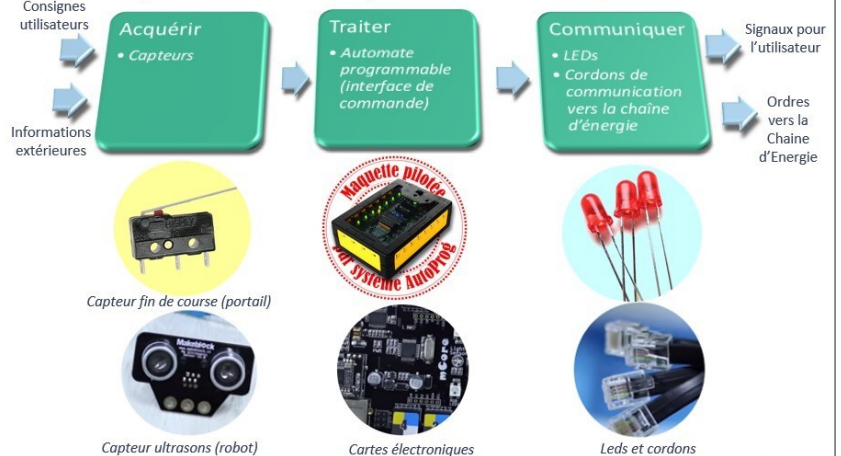 Consignes
utilisateurs
Informations
extérieures
Acquérir
• Capteurs
Traiter
• Automate
programmable
(interface de
commande)
Communiquer
• LEDs
• Cordons de
communication
vers la chaîne
d'énergie
Signaux pour
l'utilisateur
Ordres
vers la
Chaine
d'Energie
Capteur fin de course (portail)
Maquette pilotée
par système AutoProg
Makeblock
mCore
Capteur ultrasons (robot)
Cartes électroniques
Leds et cordons